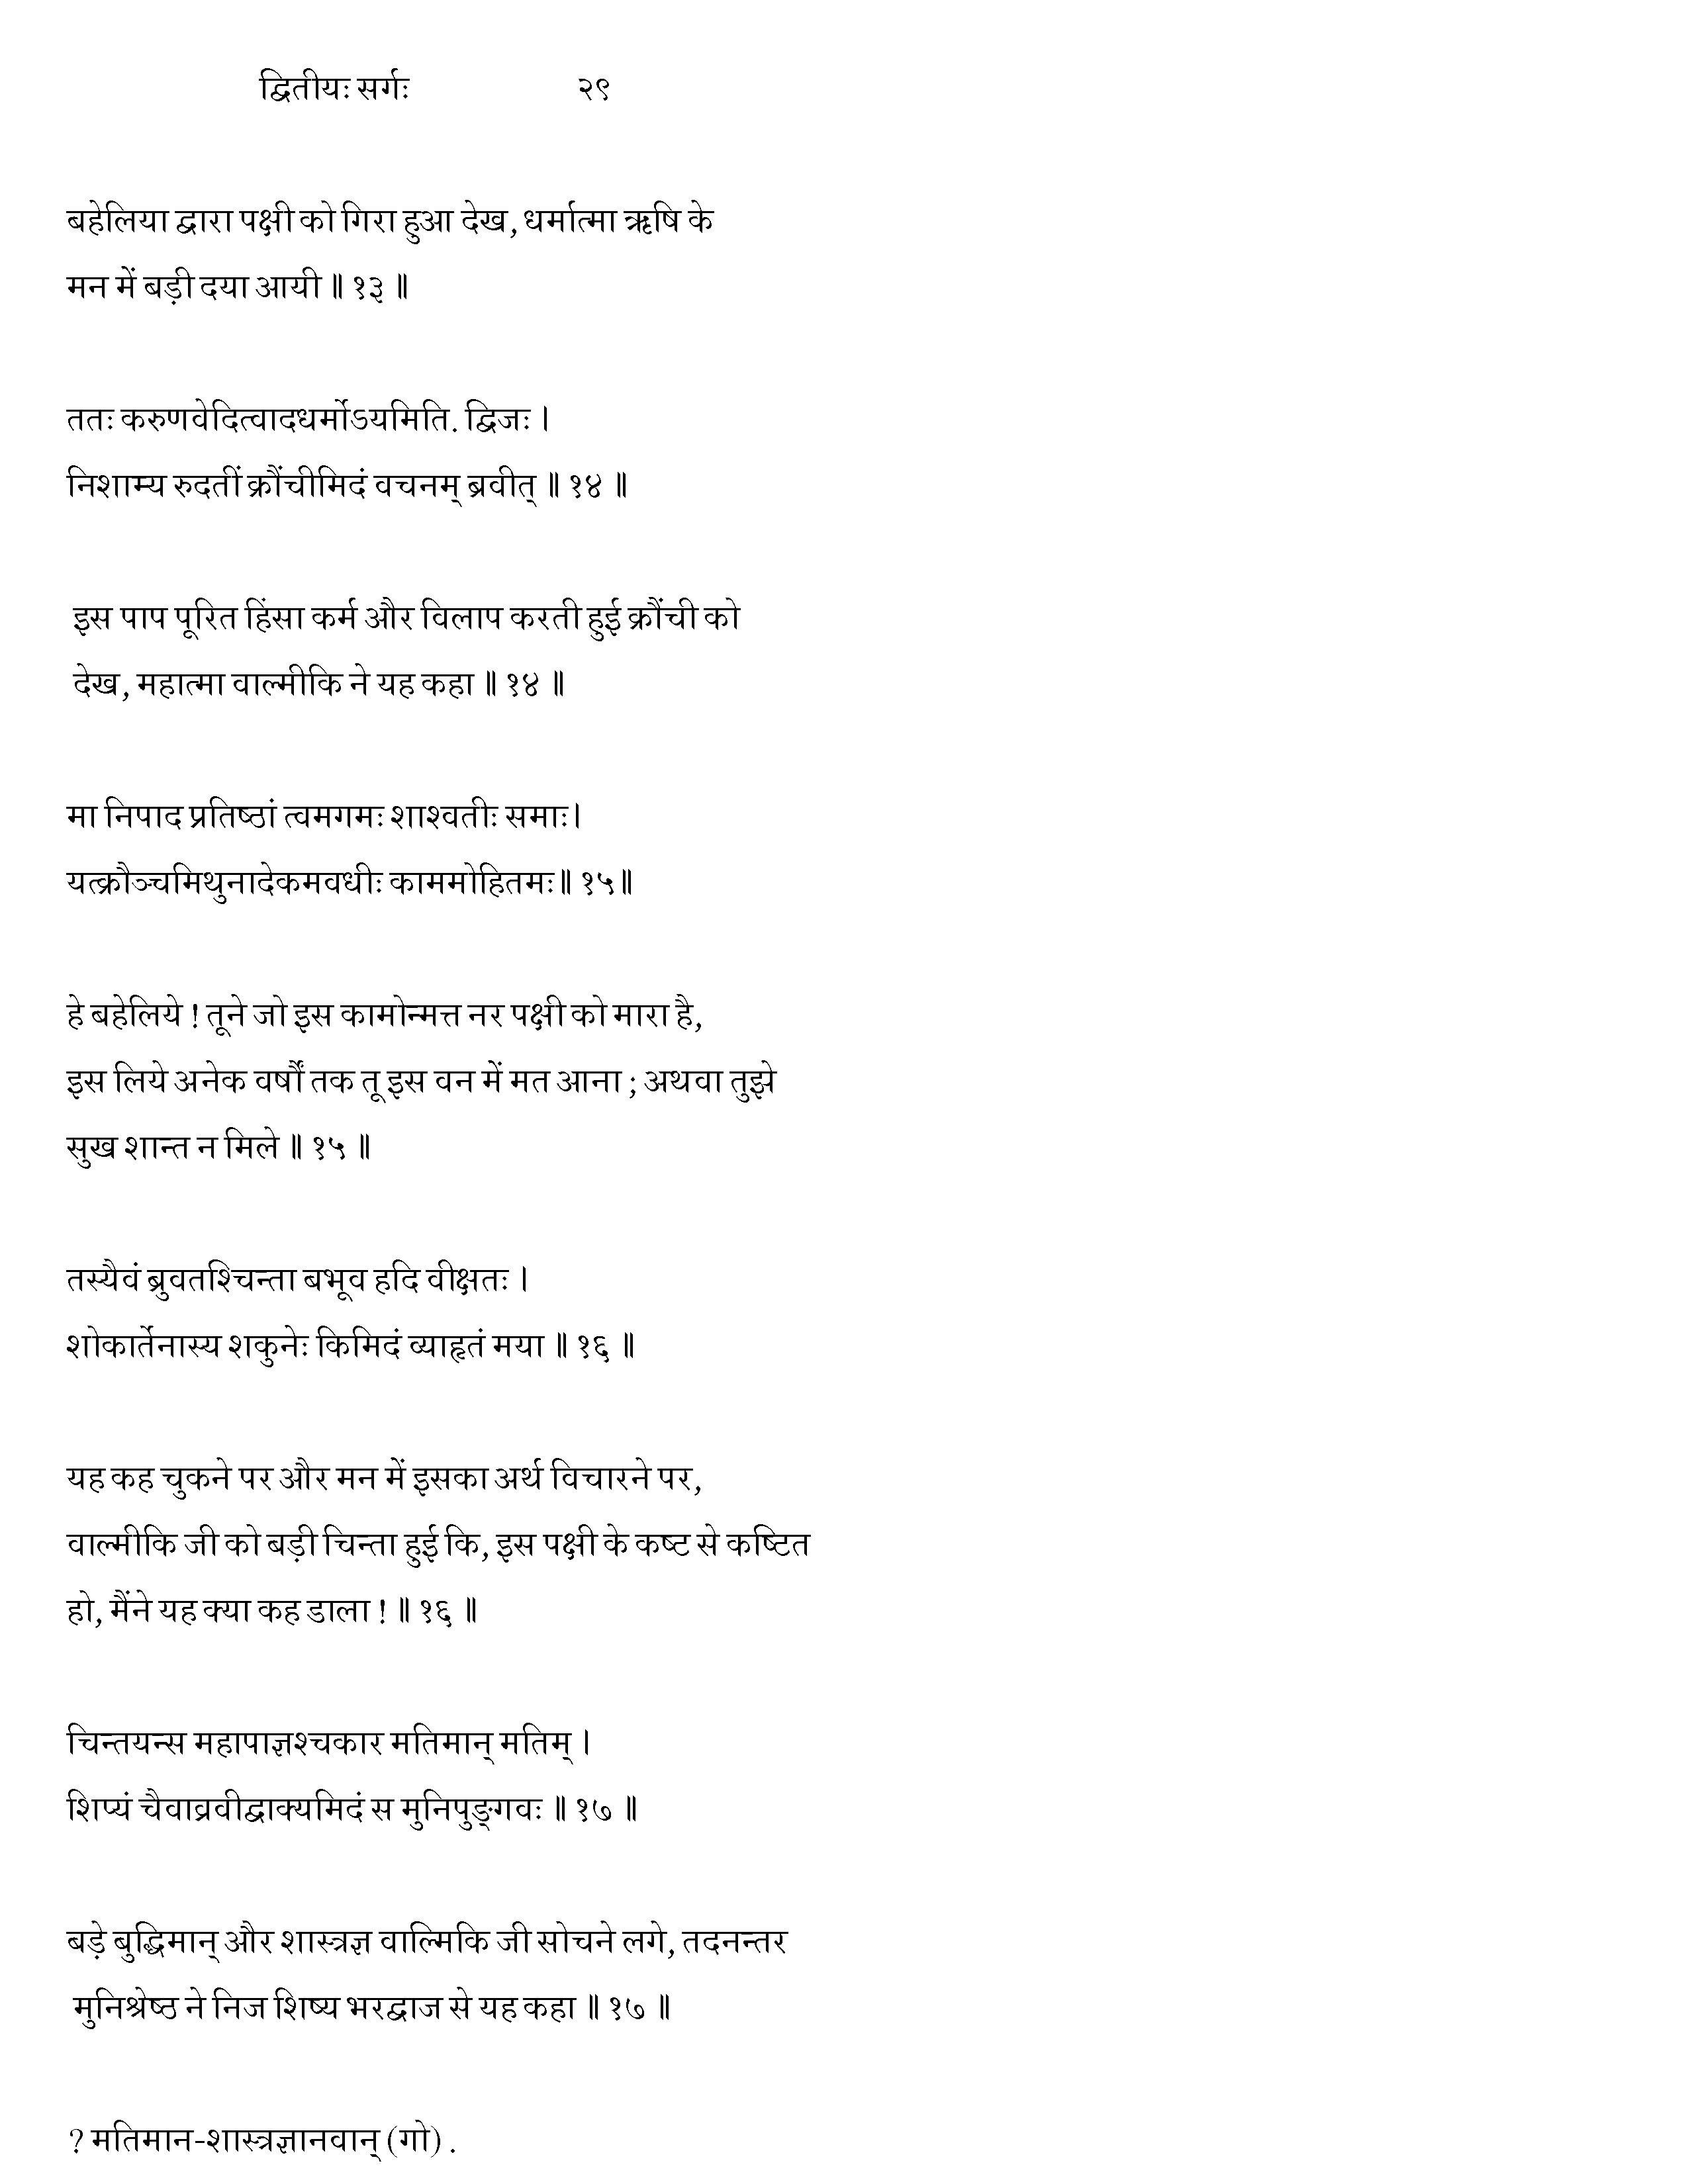 द्वितीयः सर्गः २९
बहेलिया द्वारा पक्षी को गिरा हुआ देख, धर्मात्मा ऋषि के
मन में बड़ी दया आयी ॥ १३ ॥
ततः करुणवेदित्वादधर्मोऽयमिति. द्विजः ।
निशाम्य रुदतीं क्रौंचीमिदं वचनम् ब्रवीत् ॥ १४ ॥
इस पाप पूरित हिंसा कर्म और विलाप करती हुई क्रौंची को
देख, महात्मा वाल्मीकि ने यह कहा ॥ १४ ॥
मा निपाद प्रतिष्ठां त्वमगमः शाश्वतीः समाः।
यत्क्रौञ्चमिथुनादेकमवधीः काममोहितमः॥ १५॥
हे बहेलिये ! तूने जो इस कामोन्मत्त नर पक्षी को मारा है,
इस लिये अनेक वर्षों तक तू इस वन में मत आना ; अथवा तुझे
सुख शान्त न मिले ॥ १५ ॥
तस्यैवं ब्रुवतश्चिन्ता बभूव हदि वीक्षतः ।
शोकार्तेनास्य शकुनेः किमिदं व्याहृतं मया ॥ १६ ॥
यह कह चुकने पर और मन में इसका अर्थ विचारने पर,
वाल्मीकि जी को बड़ी चिन्ता हुई कि, इस पक्षी के कष्ट से कष्टित
हो, मैंने यह क्या कह डाला ! ॥ १६ ॥
चिन्तयन्स महापाज्ञश्चकार मतिमान् मतिम् ।
शिप्यं चैवाव्रवीद्वाक्यमिदं स मुनिपुङ्गवः ॥ १७ ॥
बड़े बुद्धिमान् और शास्त्रज्ञ वाल्मिकि जी सोचने लगे, तदनन्तर
मुनिश्रेष्ठ ने निज शिष्य भरद्वाज से यह कहा ॥ १७ ॥
? मतिमान-शास्त्रज्ञानवान् (गो) .